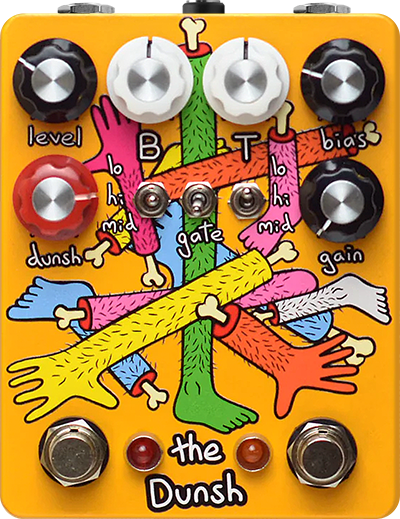 level B T bias
lo lo
hi hi
mid mid
dunsh gate gain
the
Dunsh